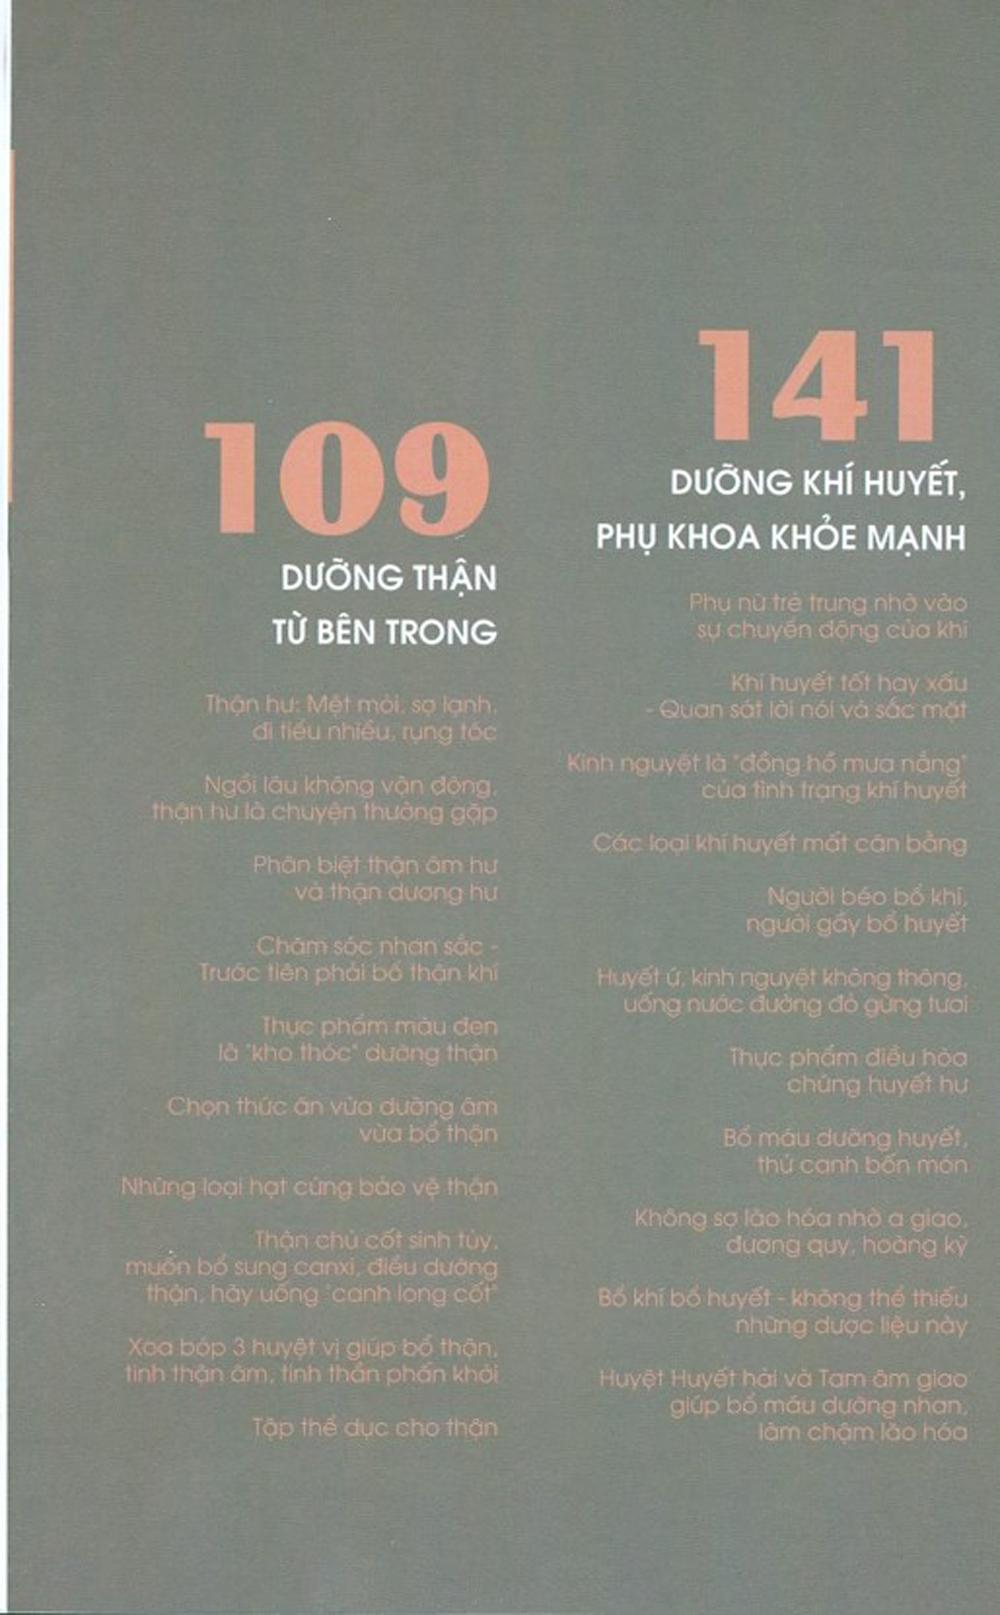 109
DƯỠNG THẬN
TỪ BÊN TRONG
Thận hư: Mệt mỏi, sợ lạnh,
đi tiểu nhiều, rụng tóc
Ngồi lâu không vận động,
thận hư là chuyện thường gặp
Phân biệt thận âm hư
và thận dương hư
Chăm sóc nhan sắc -
Trước tiên phải bổ thận khí
Thực phẩm màu đen
là "kho thóc" dưỡng thận
Chọn thức ăn vừa dưỡng âm
vừa bổ thận
Những loại hạt cứng bảo vệ thận
Thận chủ cốt sinh tủy,
muốn bổ sung canxi, điều dưỡng
thận, hãy uống "canh long cốt"
Xoa bóp 3 huyệt vị giúp bổ thận,
tinh thận âm, tinh thần phấn khởi
Tập thể dục cho thận
141
DƯỠNG KHÍ HUYẾT,
PHỤ KHOA KHỎE MẠNH
Phụ nữ trẻ trung nhờ vào
sự chuyển động của khí
Khí huyết tốt hay xấu
- Quan sát lời nói và sắc mặt
Kinh nguyệt là "đồng hồ mưa nắng"
của tình trạng khí huyết
Các loại khí huyết mất cân bằng
Người béo bổ khí,
người gầy bổ huyết
Huyết ứ, kinh nguyệt không thông,
uống nước đường đỏ gừng tươi
Thực phẩm điều hòa
chứng huyết hư
Bổ máu dưỡng huyết,
thử canh bốn món
Không sợ lão hóa nhờ a giao,
đương quy, hoàng kỳ
Bổ khí bổ huyết - không thể thiếu
những dược liệu này
Huyệt Huyết hải và Tam âm giao
giúp bổ máu dưỡng nhan,
làm chậm lão hóa